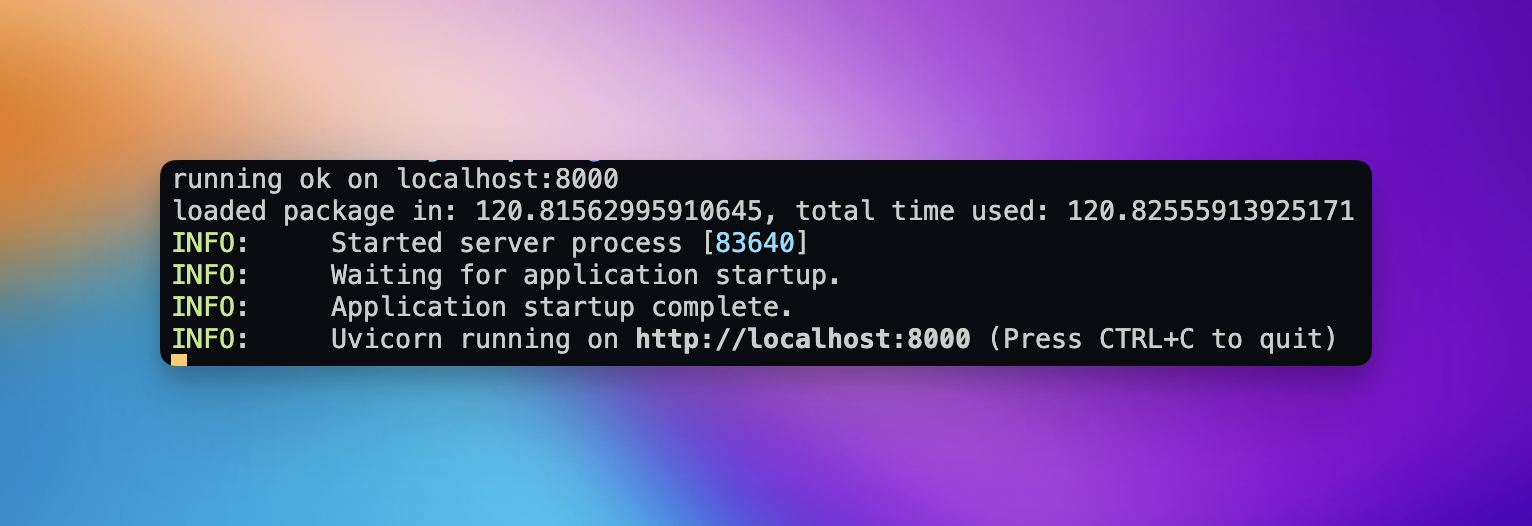 running ok on localhost:8000
loaded package in: 120.81562995910645, total time used: 120.82555913925171
INFO:     Started server process [83640]
INFO:     Waiting for application startup.
INFO:     Application startup complete.
INFO:     Uvicorn running on http://localhost:8000 (Press CTRL+C to quit)